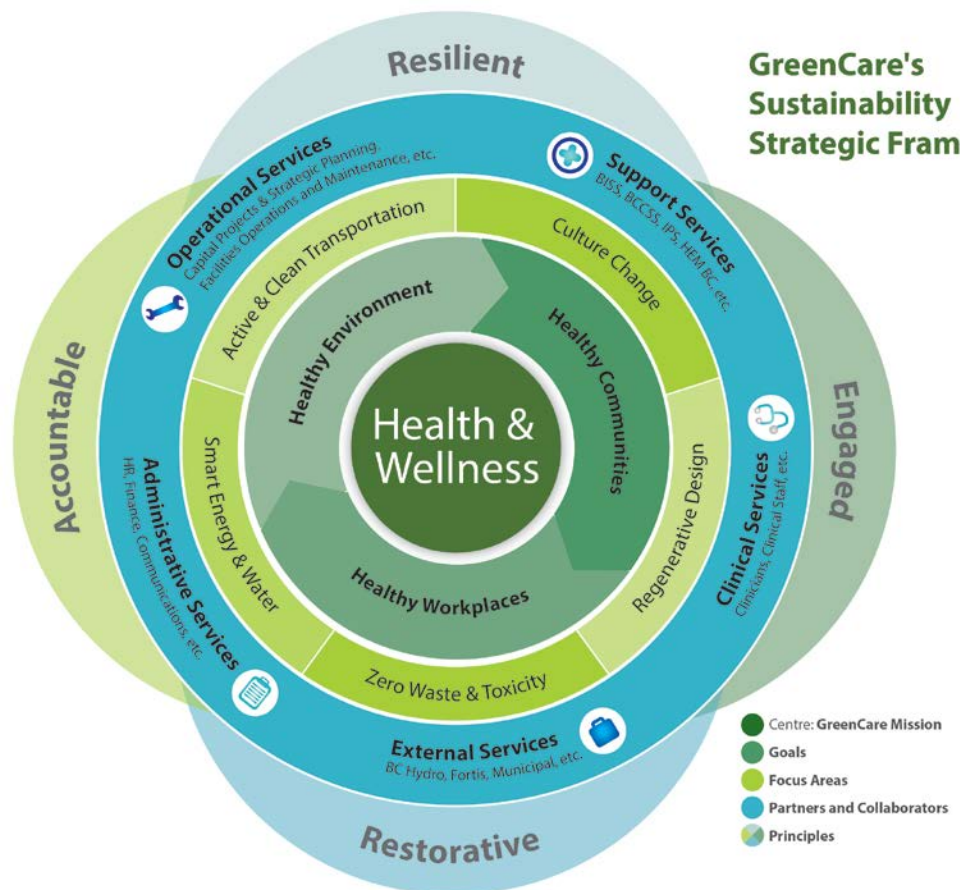 GreenCare's
Sustainability
Strategic Fram
Resilient
Accountable
Engaged
Restorative
Operational Services
Capital Projects & Strategic Planning,
Facilities Operations and Maintenance, etc.
Support Services
BISS, BCCSS, IPS, HEM BC, etc.
Clinical Services
Clinicians, Clinical Staff, etc.
External Services
BC Hydro, Fortis, Municipal, etc.
Administrative Services
HR, Finance, Communications, etc.
Active & Clean Transportation
Culture Change
Regenerative Design
Zero Waste & Toxicity
Smart Energy & Water
Healthy Environment
Healthy Communities
Healthy Workplaces
Health &
Wellness
Centre: GreenCare Mission
Goals
Focus Areas
Partners and Collaborators
Principles